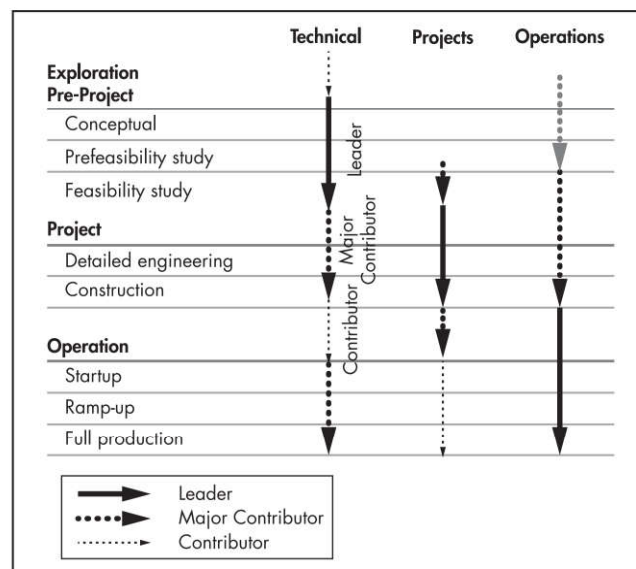 Technical Projects Operations
Exploration
Pre-Project
Conceptual
Prefeasibility study
Feasibility study
Project
Detailed engineering
Construction
Operation
Startup
Ramp-up
Full production
Leader
Major
Contributor
Contributor
Leader
Major Contributor
Contributor